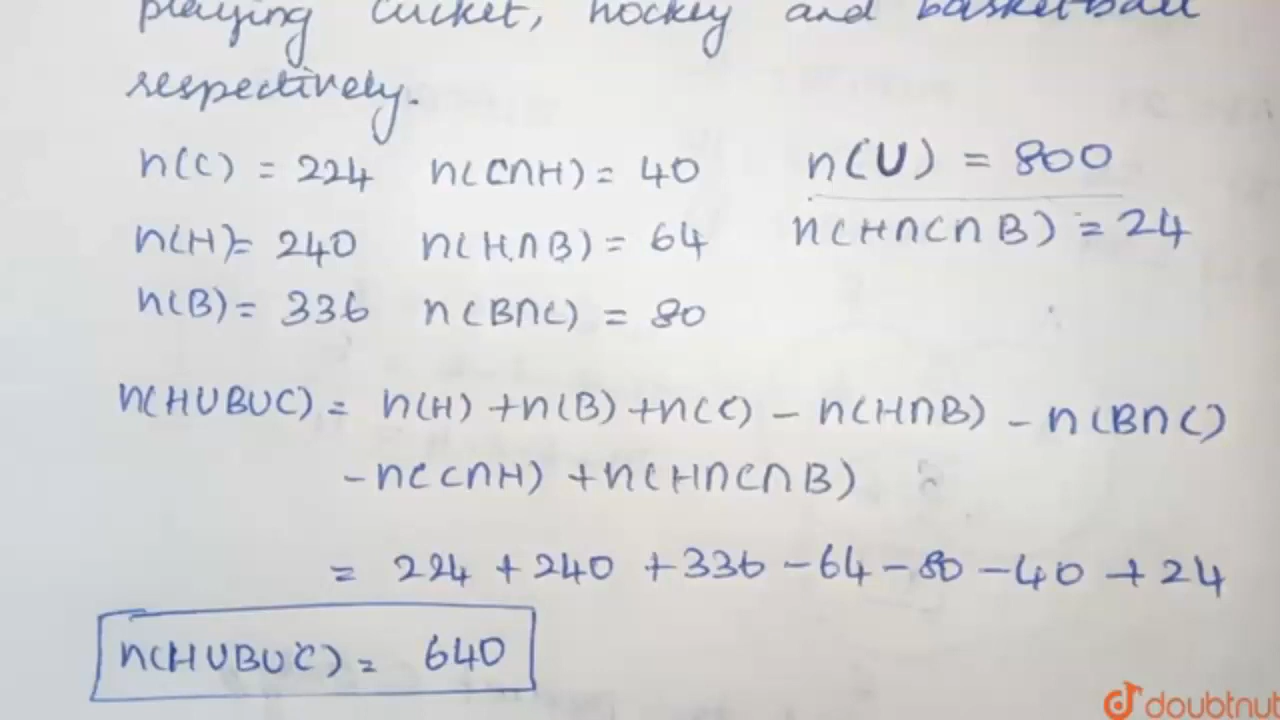 playing cricket, hockey and basketball
respectively.
n(C) = 224 n(C∩H) = 40 n(U) = 800
n(H)= 240 n(H∩B) = 64 n(H∩C∩B) = 24
n(B)= 336 n(B∩C) = 80
n(HUBUC) = n(H) +n(B) +n(C) - n(H∩B) - n(B∩C)
- n(C∩H) + n(H∩C∩B)
= 224 + 240 + 336 - 64 - 80 - 40 + 24
n(HUBUC) = 640
doubtnut